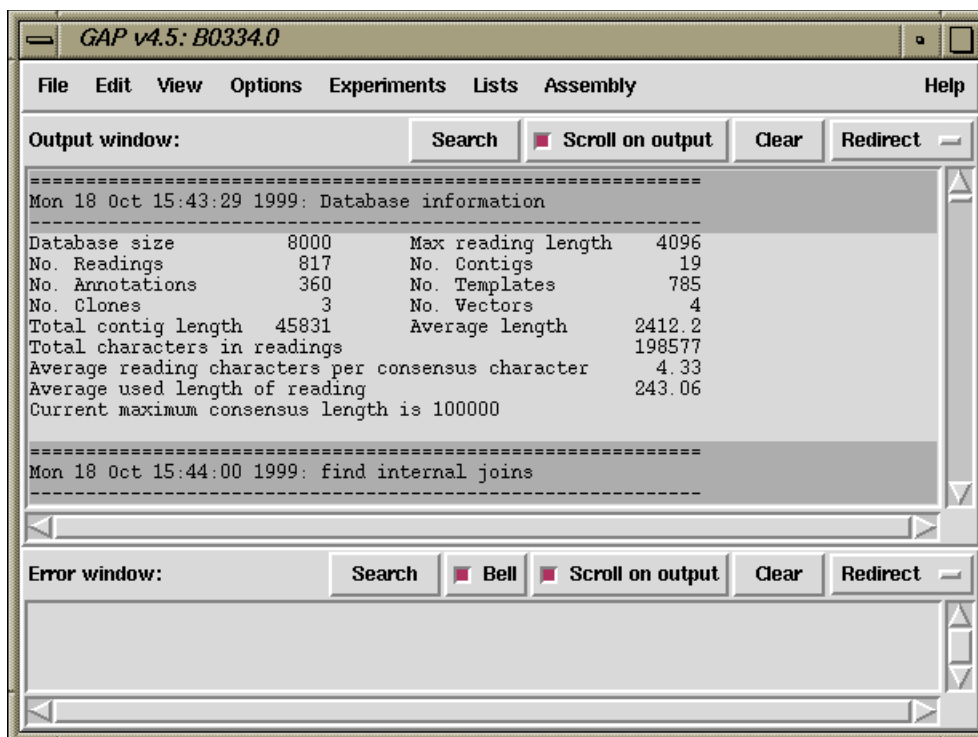 GAP v4.5: B0334.0
File Edit View Options Experiments Lists Assembly Help
Output window: Search Scroll on output Clear Redirect
==============================================================
Mon 18 Oct 15:43:29 1999: Database information
--------------------------------------------------------------
Database size 8000 Max reading length 4096
No. Readings 817 No. Contigs 19
No. Annotations 360 No. Templates 785
No. Clones 3 No. Vectors 4
Total contig length 45831 Average length 2412.2
Total characters in readings 198577
Average reading characters per consensus character 4.33
Average used length of reading 243.06
Current maximum consensus length is 100000
==============================================================
Mon 18 Oct 15:44:00 1999: find internal joins
--------------------------------------------------------------
Error window: Search Bell Scroll on output Clear Redirect